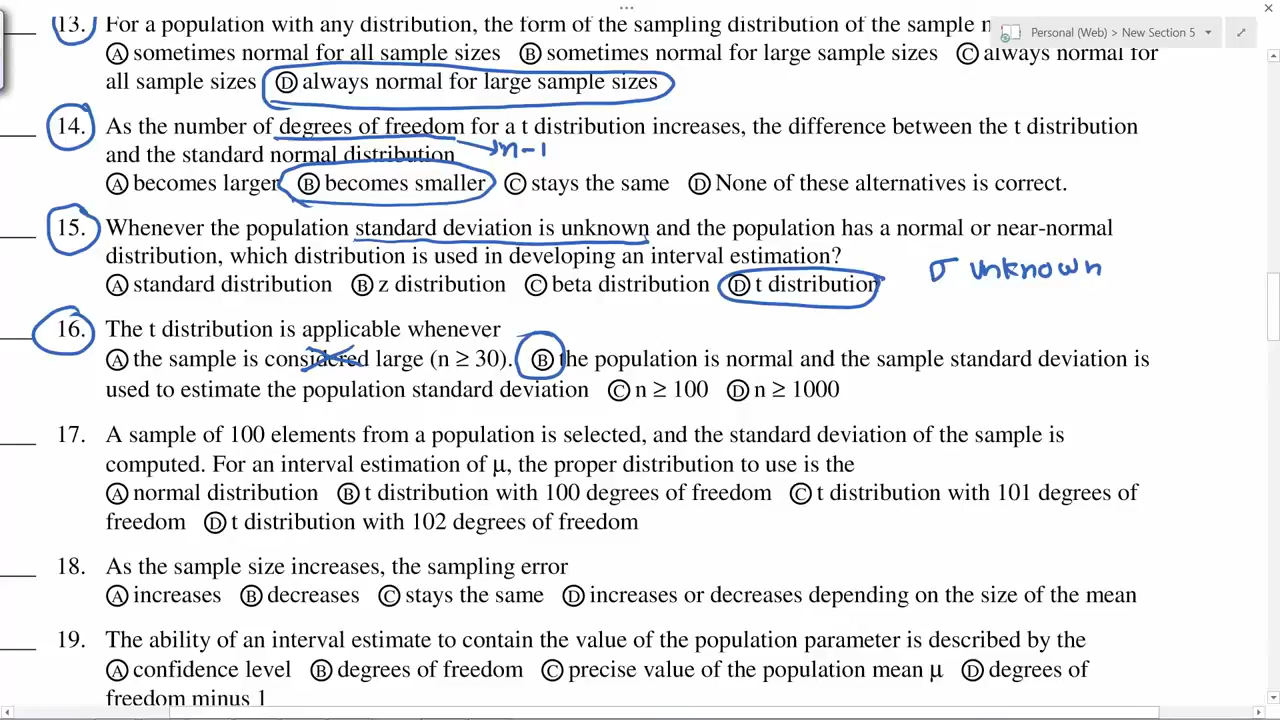 13. For a population with any distribution, the form of the sampling distribution of the sample
Personal (Web) > New Section 5
Ⓐ sometimes normal for all sample sizes Ⓑ sometimes normal for large sample sizes Ⓒ always normal for
all sample sizes Ⓓ always normal for large sample sizes
14. As the number of degrees of freedom for a t distribution increases, the difference between the t distribution
and the standard normal distribution
n-1
Ⓐ becomes larger Ⓑ becomes smaller Ⓒ stays the same Ⓓ None of these alternatives is correct.
15. Whenever the population standard deviation is unknown and the population has a normal or near-normal
distribution, which distribution is used in developing an interval estimation?
σ unknown
Ⓐ standard distribution Ⓑ z distribution Ⓒ beta distribution Ⓓ t distribution
16. The t distribution is applicable whenever
Ⓐ the sample is considered large (n ≥ 30). Ⓑ the population is normal and the sample standard deviation is
used to estimate the population standard deviation Ⓒ n ≥ 100 Ⓓ n ≥ 1000
17. A sample of 100 elements from a population is selected, and the standard deviation of the sample is
computed. For an interval estimation of μ, the proper distribution to use is the
Ⓐ normal distribution Ⓑ t distribution with 100 degrees of freedom Ⓒ t distribution with 101 degrees of
freedom Ⓓ t distribution with 102 degrees of freedom
18. As the sample size increases, the sampling error
Ⓐ increases Ⓑ decreases Ⓒ stays the same Ⓓ increases or decreases depending on the size of the mean
19. The ability of an interval estimate to contain the value of the population parameter is described by the
Ⓐ confidence level Ⓑ degrees of freedom Ⓒ precise value of the population mean μ Ⓓ degrees of
freedom minus 1